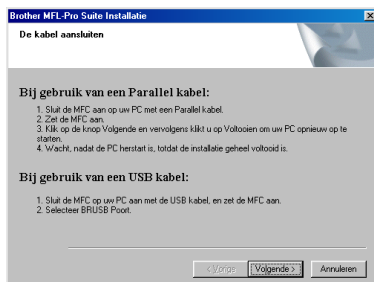 Brother MFL-Pro Suite Installatie
De kabel aansluiten
Bij gebruik van een Parallel kabel:
1. Sluit de MFC aan op uw PC met een Parallel kabel.
2. Zet de MFC aan.
3. Klik op de knop Volgende en vervolgens klikt u op Voltooien om uw PC opnieuw op te
starten.
4. Wacht, nadat de PC herstart is, totdat de installatie geheel voltooid is.
Bij gebruik van een USB kabel:
1. Sluit de MFC op uw PC aan met de USB kabel, en zet de MFC aan.
2. Selecteer BRUSB Poort.
< Vorige Volgende > Annuleren